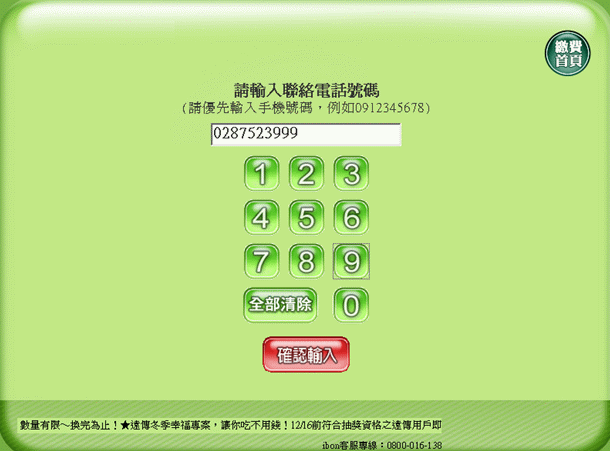 繳費
首頁
請輸入聯絡電話號碼
(請優先輸入手機號碼，例如0912345678)
0287523999
1 2 3
4 5 6
7 8 9
全部清除 0
確認輸入
數量有限～換完為止！★遠傳冬季幸福專案，讓你吃不用錢！12/16前符合抽獎資格之遠傳用戶即
ibon客服專線：0800-016-138